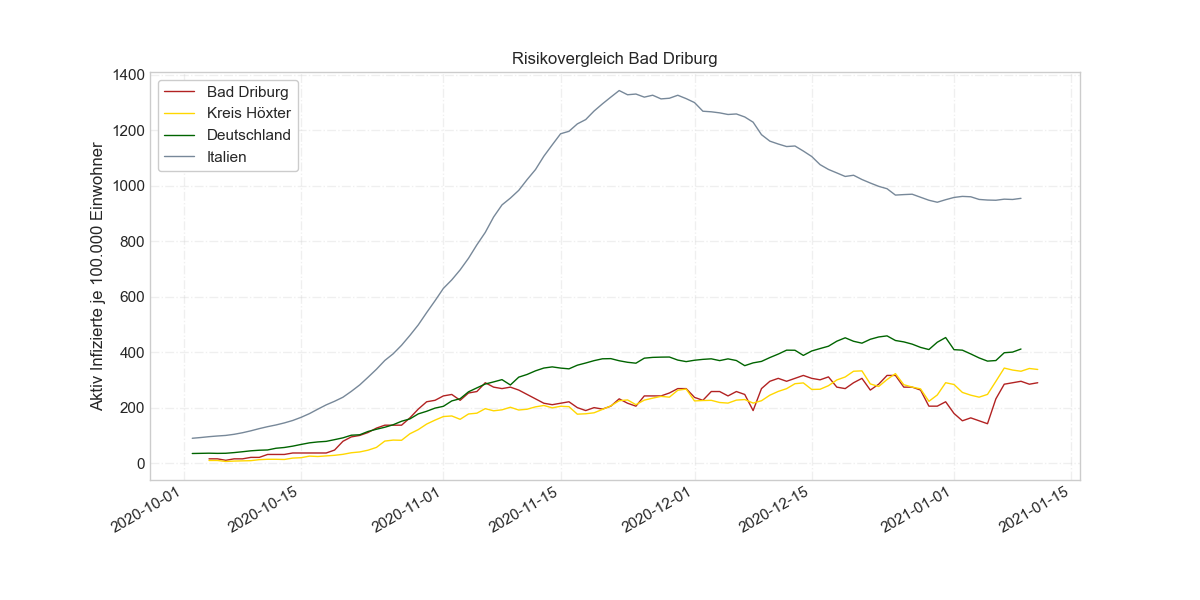 Risikovergleich Bad Driburg
Aktiv Infizierte je 100.000 Einwohner
1400
1200
1000
800
600
400
200
0
Bad Driburg
Kreis Höxter
Deutschland
Italien
2020-10-01
2020-10-15
2020-11-01
2020-11-15
2020-12-01
2020-12-15
2021-01-01
2021-01-15